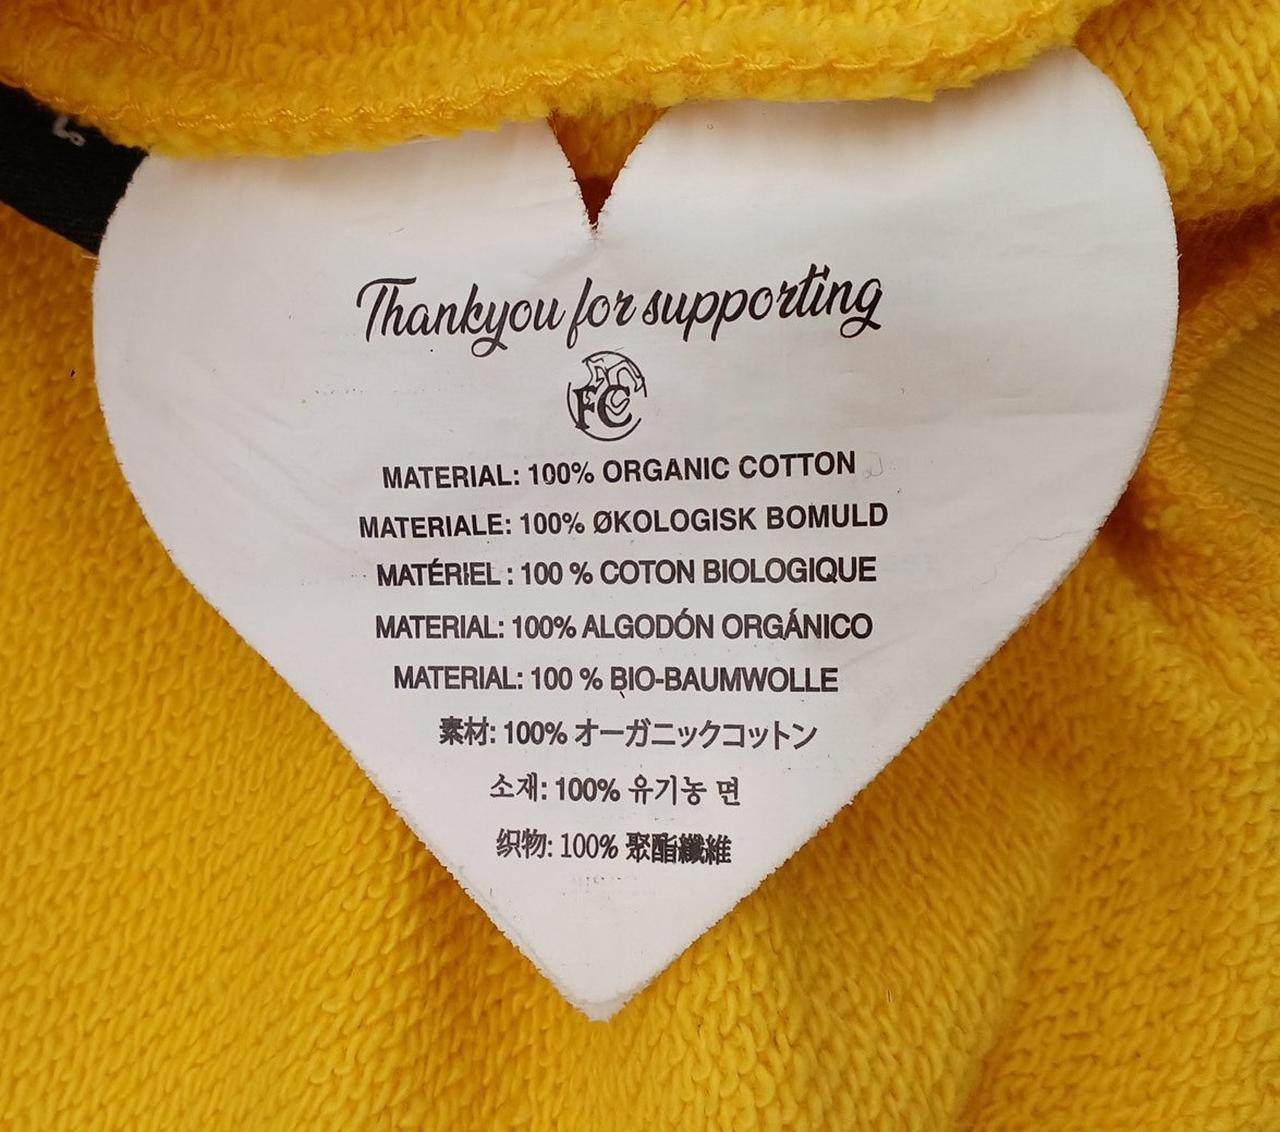 Thankyou for supporting
FC
MATERIAL: 100% ORGANIC COTTON
MATERIALE: 100% ØKOLOGISK BOMULD
MATÉRIEL : 100 % COTON BIOLOGIQUE
MATERIAL: 100% ALGODÓN ORGÁNICO
MATERIAL: 100 % BIO-BAUMWOLLE
素材: 100% オーガニックコットン
소재: 100% 유기농 면
织物: 100% 聚酯纖維